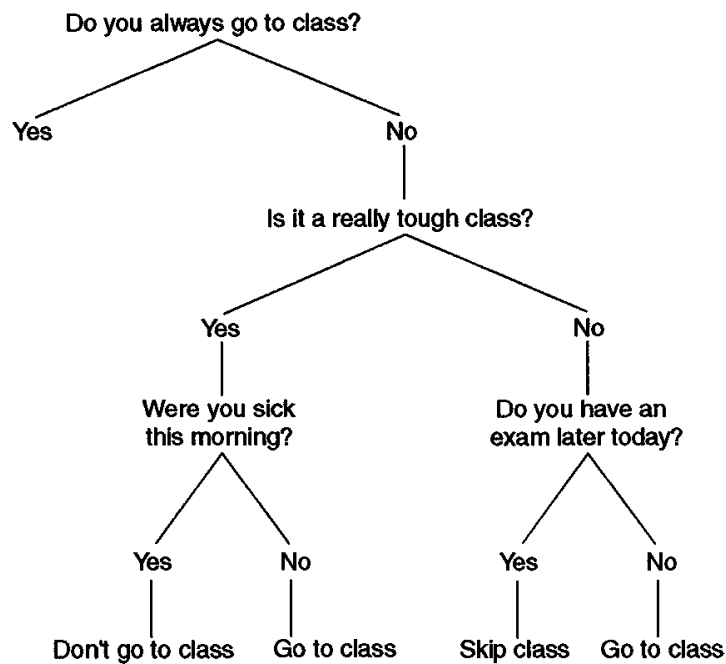 Do you always go to class?
Yes
No
Is it a really tough class?
Yes
No
Were you sick
this morning?
Do you have an
exam later today?
Yes
No
Yes
No
Don't go to class
Go to class
Skip class
Go to class